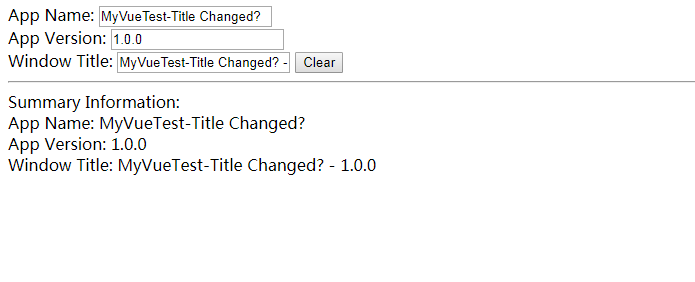 App Name: MyVueTest-Title Changed?
App Version: 1.0.0
Window Title: MyVueTest-Title Changed? - Clear
Summary Information:
App Name: MyVueTest-Title Changed?
App Version: 1.0.0
Window Title: MyVueTest-Title Changed? - 1.0.0